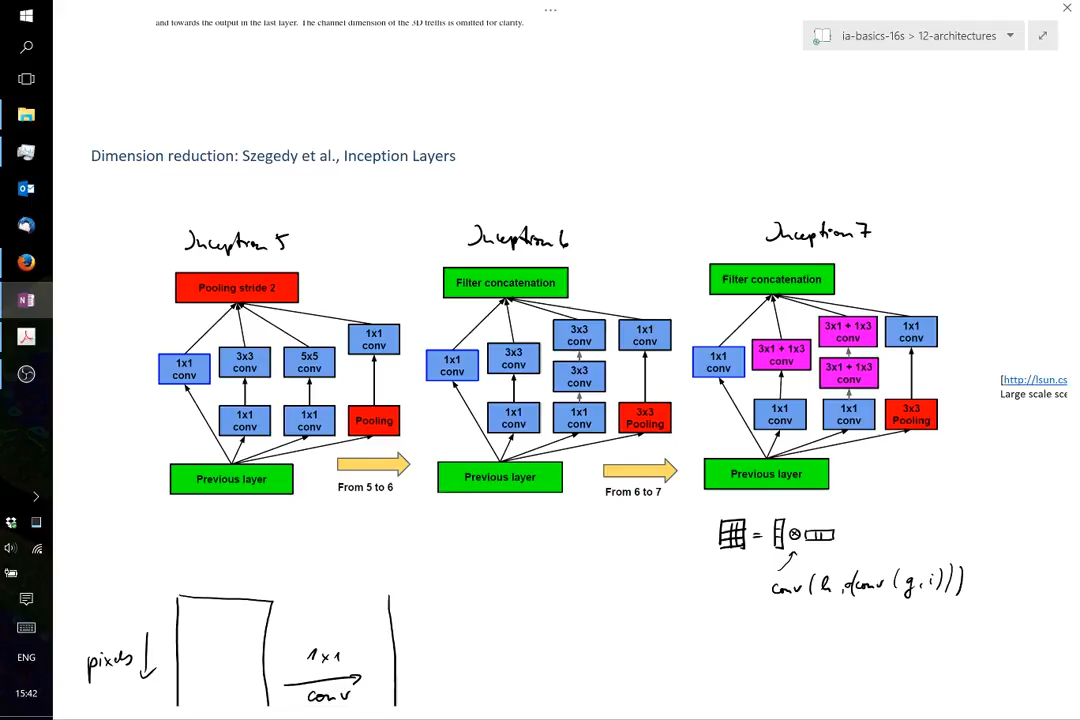 and towards the output in the last layer. The channel dimension of the 3D trellis is omitted for clarity.
ia-basics-16s > 12-architectures
Dimension reduction: Szegedy et al., Inception Layers
Inception 5
Inception 6
Inception 7
Pooling stride 2
1x1 conv
3x3 conv
5x5 conv
1x1 conv
1x1 conv
1x1 conv
Pooling
Previous layer
From 5 to 6
Filter concatenation
1x1 conv
3x3 conv
3x3 conv
3x3 conv
1x1 conv
1x1 conv
1x1 conv
3x3 Pooling
Previous layer
From 6 to 7
Filter concatenation
1x1 conv
3x1 + 1x3 conv
3x1 + 1x3 conv
3x1 + 1x3 conv
1x1 conv
1x1 conv
1x1 conv
3x3 Pooling
Previous layer
[http://lsun.cs
Large scale sce
=
conv(h, conv(g, i)))
pixels
1x1
conv
ENG
15:42